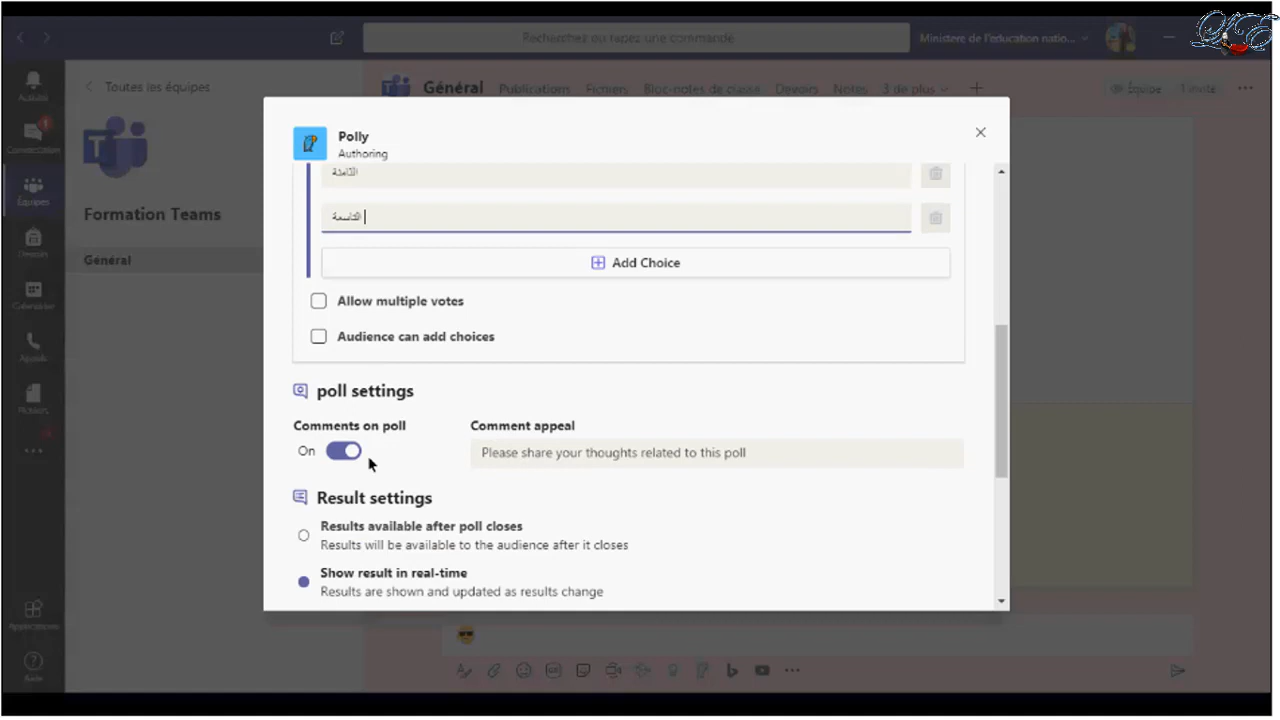 Recherchez ou tapez une commande
Ministere de l'education natio...
Activité
Toutes les équipes
Général
Publications
Fichiers
Bloc-notes de classe
Devoirs
Notes
3 de plus
Équipe
1 invité
Polly
Authoring
الثامنة
التاسعة
Add Choice
Allow multiple votes
Audience can add choices
poll settings
Comments on poll
Comment appeal
On
Please share your thoughts related to this poll
Result settings
Results available after poll closes
Results will be available to the audience after it closes
Show result in real-time
Results are shown and updated as results change
Équipes
Formation Teams
Devoirs
Général
Calendrier
Appels
Fichiers
Applications
Aide